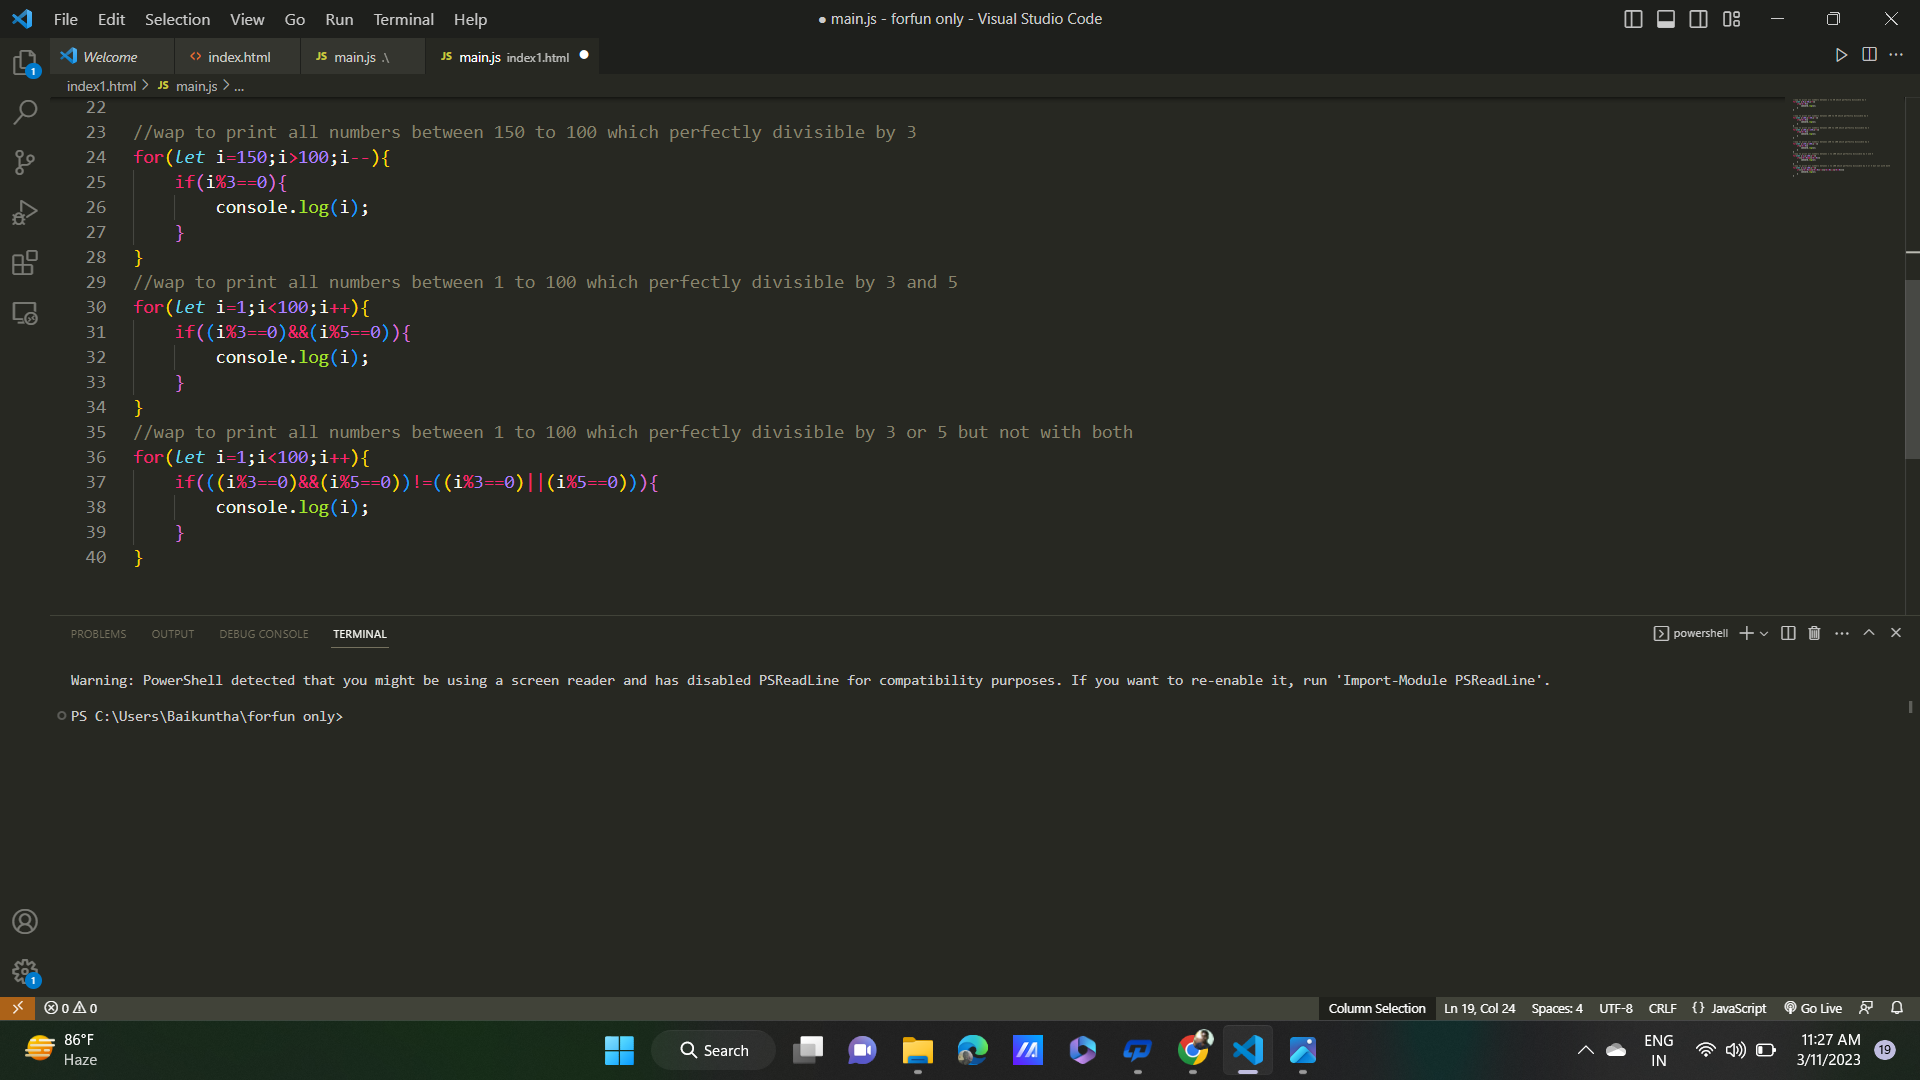 File Edit Selection View Go Run Terminal Help
● main.js - forfun only - Visual Studio Code
Welcome
<> index.html
JS main.js .\
JS main.js index1.html ●
index1.html > JS main.js > ...
22
23 //wap to print all numbers between 150 to 100 which perfectly divisible by 3
24 for(let i=150;i>100;i--){
25 if(i%3==0){
26 console.log(i);
27 }
28 }
29 //wap to print all numbers between 1 to 100 which perfectly divisible by 3 and 5
30 for(let i=1;i<100;i++){
31 if((i%3==0)&&(i%5==0)){
32 console.log(i);
33 }
34 }
35 //wap to print all numbers between 1 to 100 which perfectly divisible by 3 or 5 but not with both
36 for(let i=1;i<100;i++){
37 if(((i%3==0)&&(i%5==0))!=((i%3==0)||(i%5==0))){
38 console.log(i);
39 }
40 }
PROBLEMS OUTPUT DEBUG CONSOLE TERMINAL
powershell
Warning: PowerShell detected that you might be using a screen reader and has disabled PSReadLine for compatibility purposes. If you want to re-enable it, run 'Import-Module PSReadLine'.
PS C:\Users\Baikuntha\forfun only>
1
1
0 0
Column Selection Ln 19, Col 24 Spaces: 4 UTF-8 CRLF {} JavaScript Go Live
86°F
Haze
Search
ENG
IN
11:27 AM
3/11/2023
19